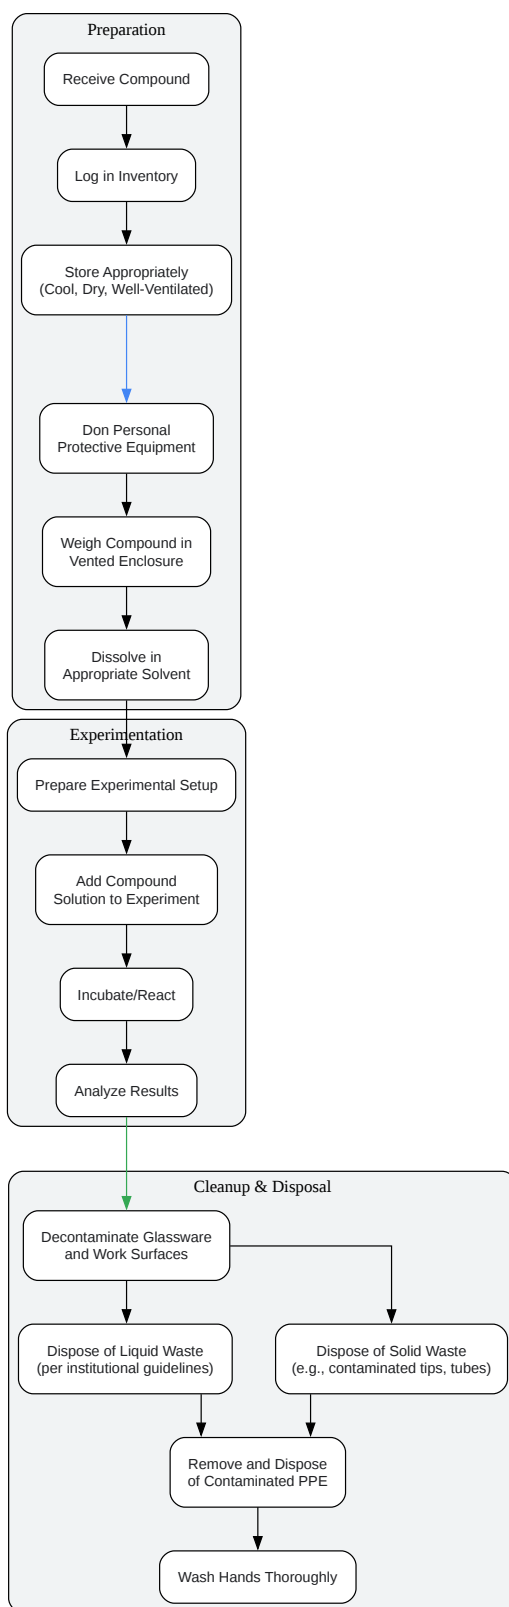 Preparation
Receive Compound
Log in Inventory
Store Appropriately
(Cool, Dry, Well-Ventilated)
Don Personal
Protective Equipment
Weigh Compound in
Vented Enclosure
Dissolve in
Appropriate Solvent
Experimentation
Prepare Experimental Setup
Add Compound
Solution to Experiment
Incubate/React
Analyze Results
Cleanup & Disposal
Decontaminate Glassware
and Work Surfaces
Dispose of Liquid Waste
(per institutional guidelines)
Dispose of Solid Waste
(e.g., contaminated tips, tubes)
Remove and Dispose
of Contaminated PPE
Wash Hands Thoroughly